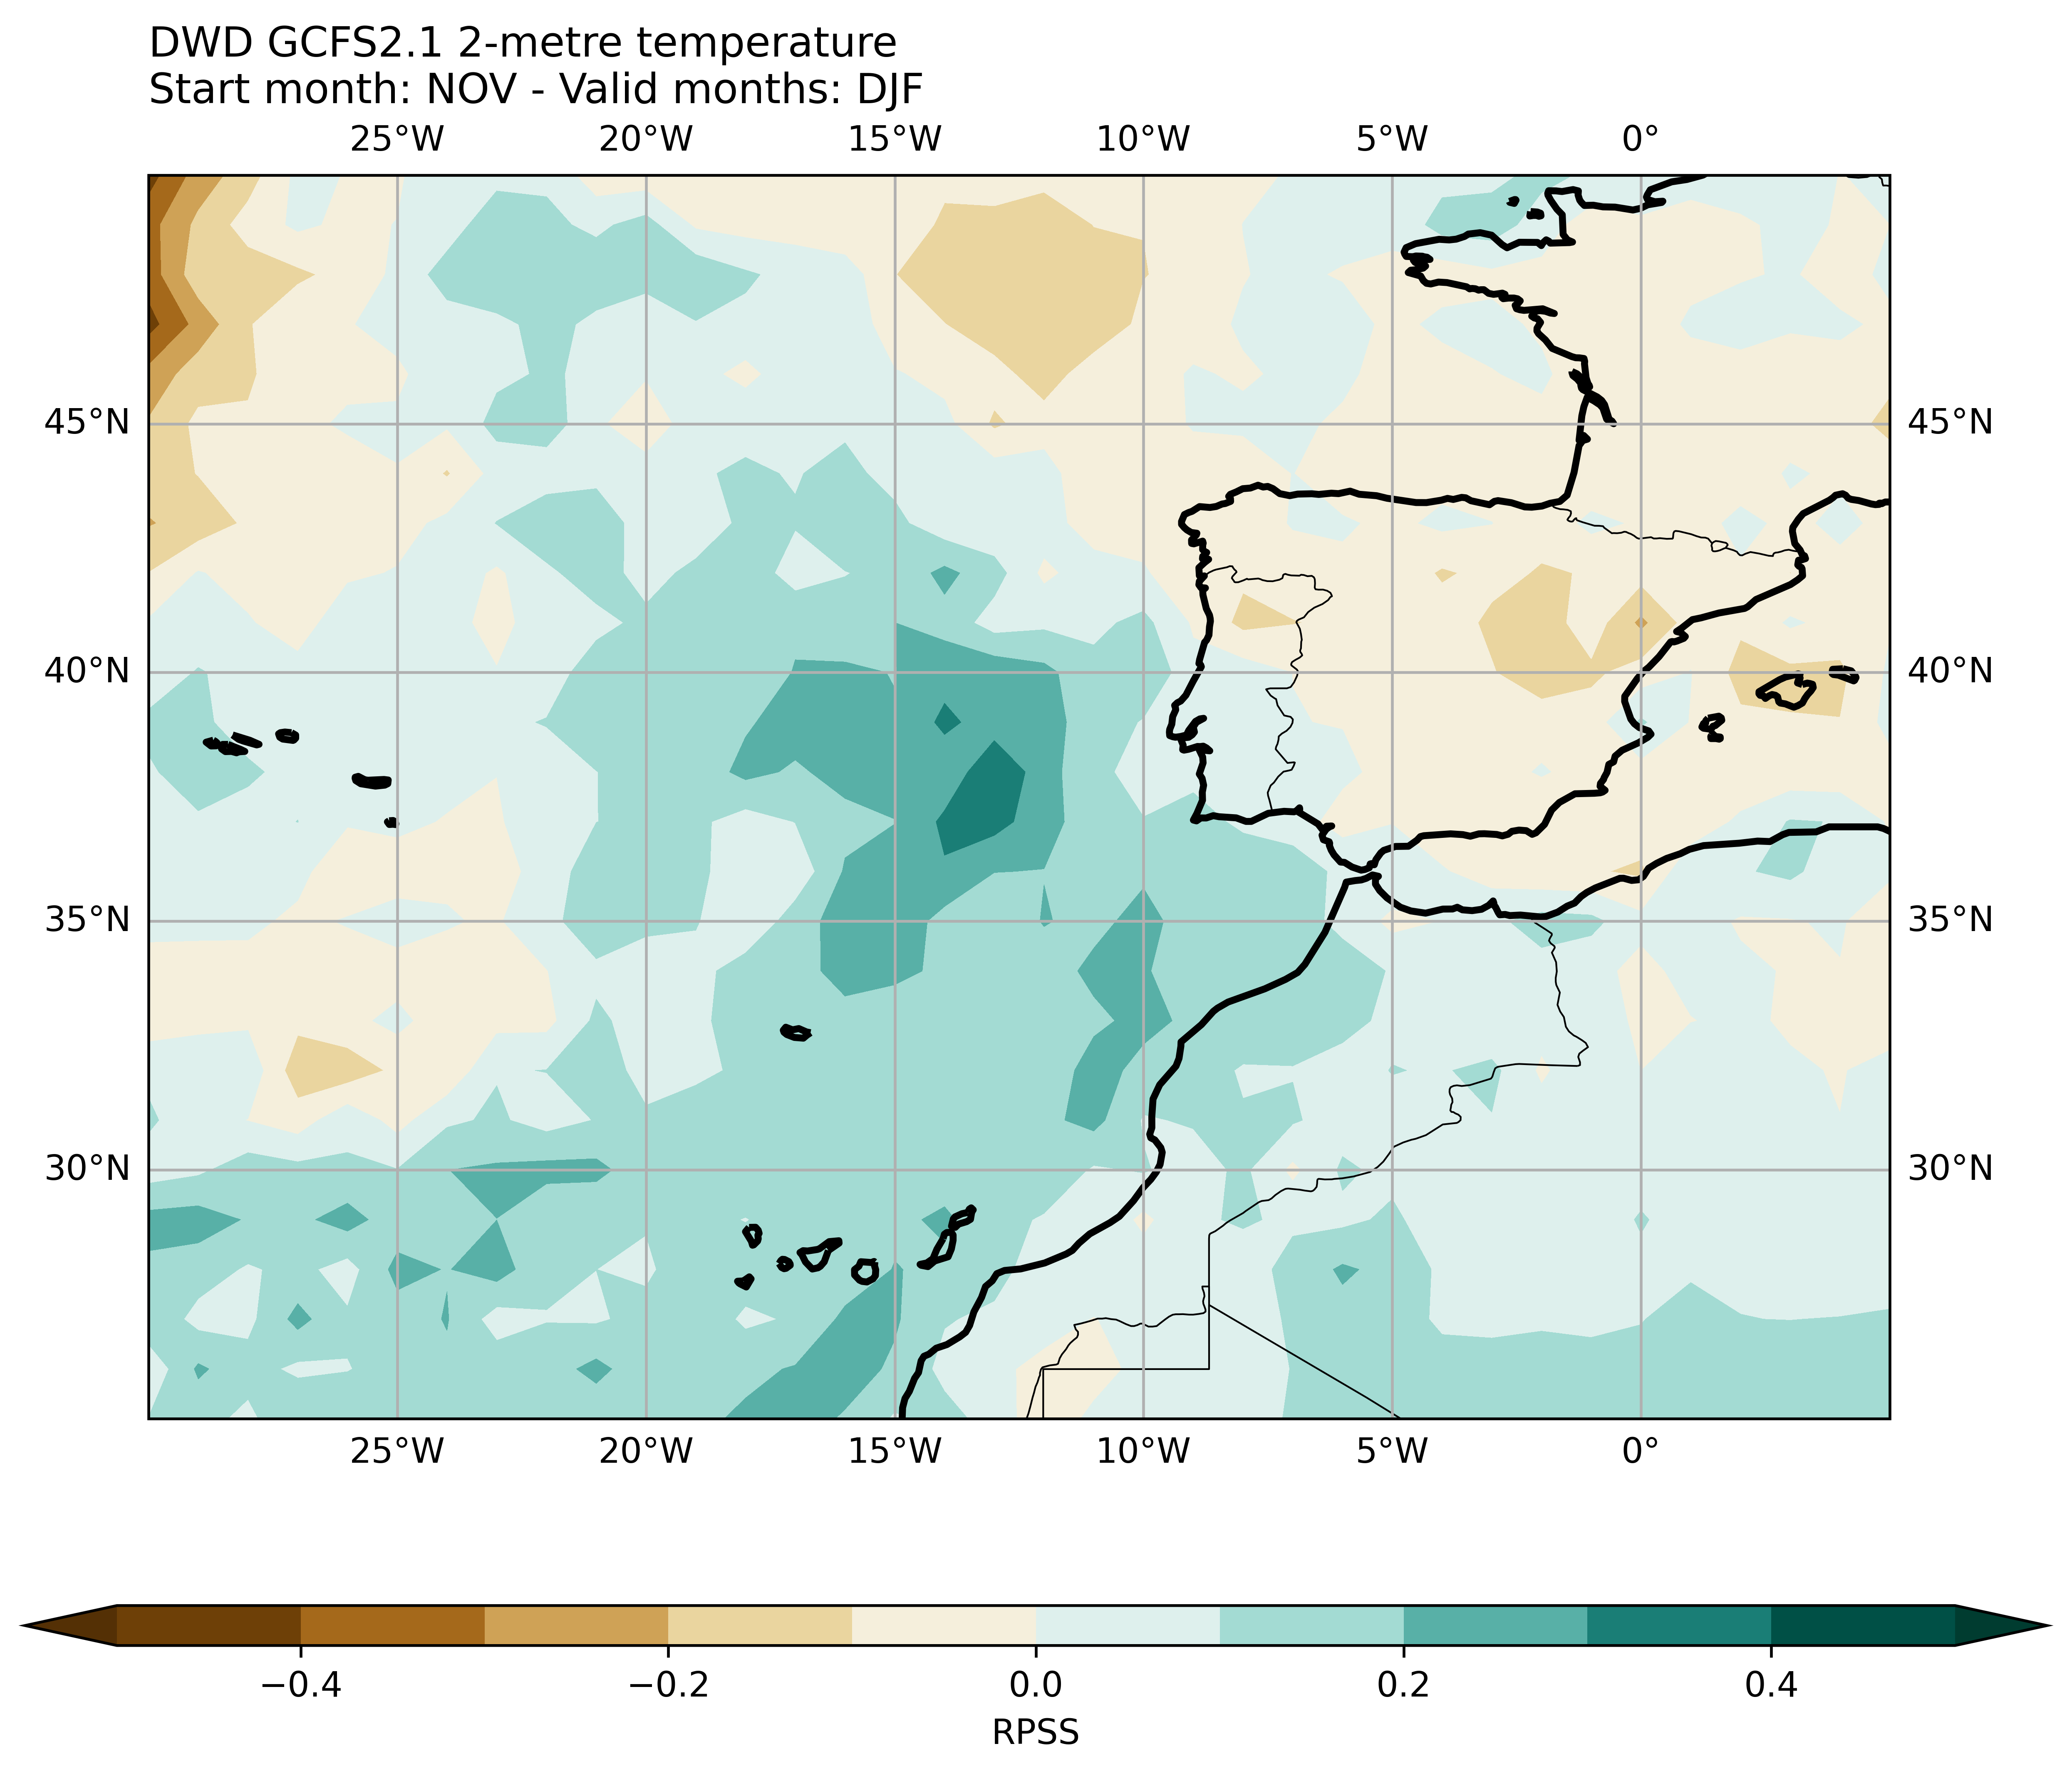 DWD GCFS2.1 2-metre temperature
Start month: NOV - Valid months: DJF
25°W 20°W 15°W 10°W 5°W 0°
45°N 45°N
40°N 40°N
35°N 35°N
30°N 30°N
25°W 20°W 15°W 10°W 5°W 0°
−0.4 −0.2 0.0 0.2 0.4
RPSS